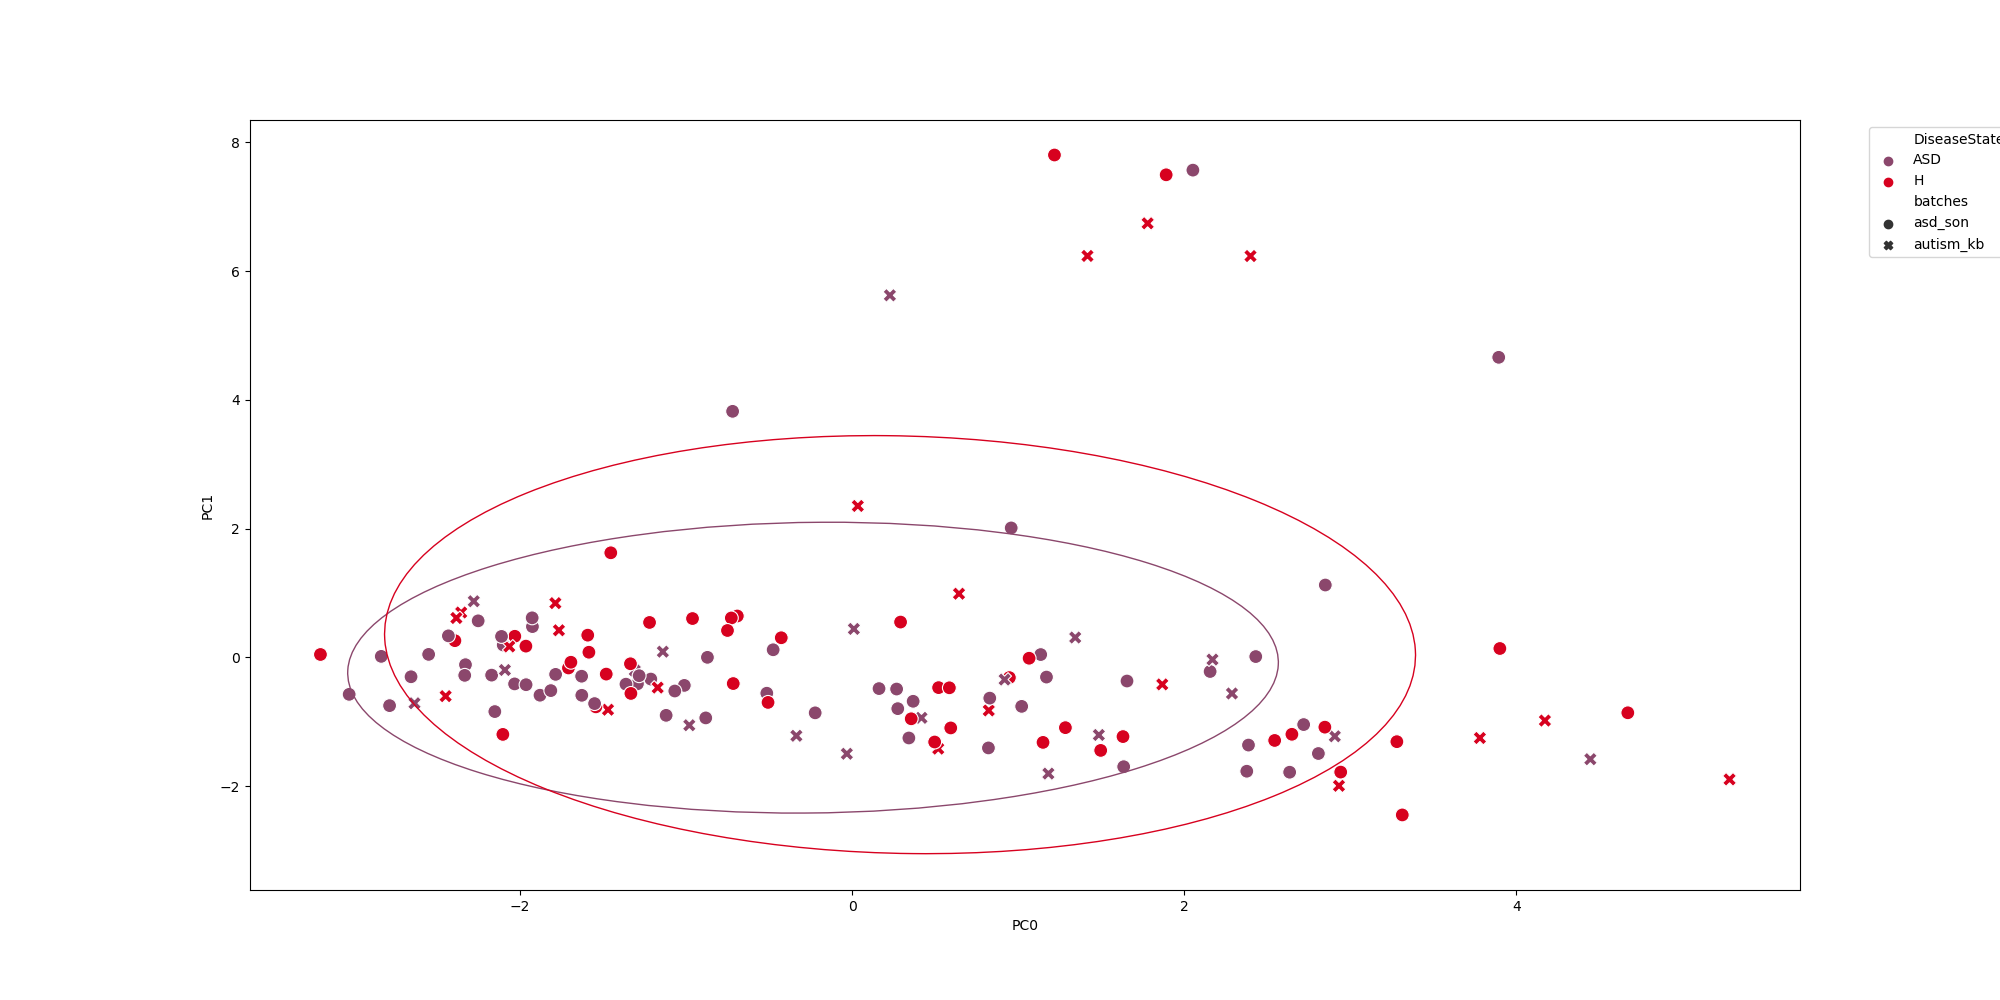 8
6
4
2
0
−2
PC1
−2
0
2
4
PC0
DiseaseState
ASD
H
batches
asd_son
autism_kb